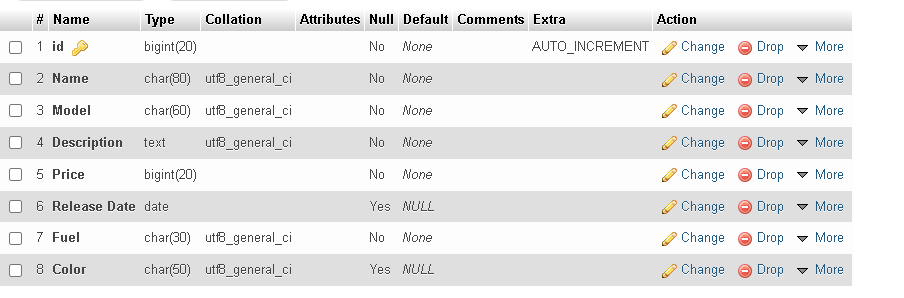 # Name Type Collation Attributes Null Default Comments Extra Action
1 id bigint(20) No None AUTO_INCREMENT Change Drop More
2 Name char(80) utf8_general_ci No None Change Drop More
3 Model char(60) utf8_general_ci No None Change Drop More
4 Description text utf8_general_ci No None Change Drop More
5 Price bigint(20) No None Change Drop More
6 Release Date date Yes NULL Change Drop More
7 Fuel char(30) utf8_general_ci No None Change Drop More
8 Color char(50) utf8_general_ci Yes NULL Change Drop More